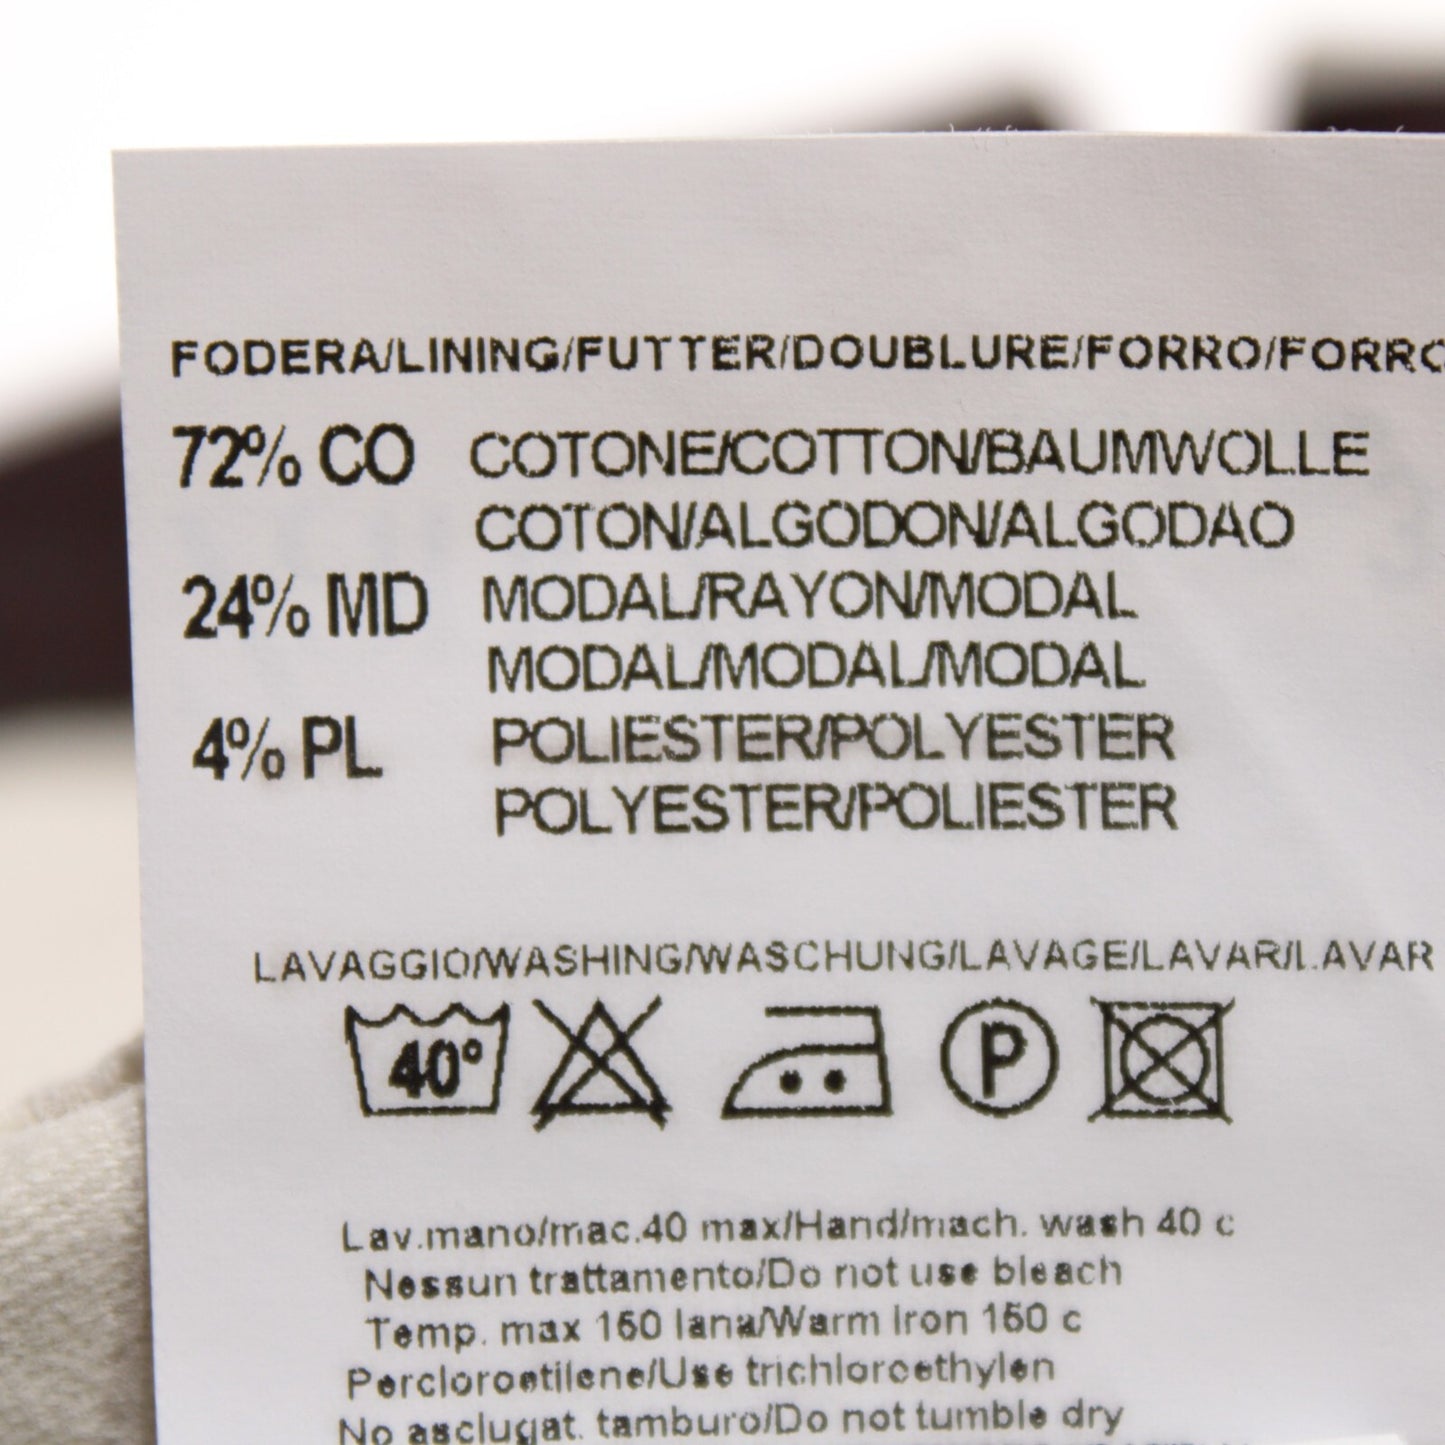 FODERA/LINING/FUTTER/DOUBLURE/FORRO/FORRO
72% CO COTONE/COTTON/BAUMWOLLE
COTON/ALGODON/ALGODAO
24% MD MODAL/RAYON/MODAL
MODAL/MODAL/MODAL
4% PL POLIESTER/POLYESTER
POLYESTER/POLIESTER
LAVAGGIO/WASHING/WASCHUNG/LAVAGE/LAVAR/LAVAR
40° P
Lav.mano/mac.40 max/Hand/mach. wash 40 c
Nessun trattamento/Do not use bleach
Temp. max 150 lana/Warm Iron 150 c
Percloroetilene/Use trichloroethylen
No asciugat. tamburo/Do not tumble dry